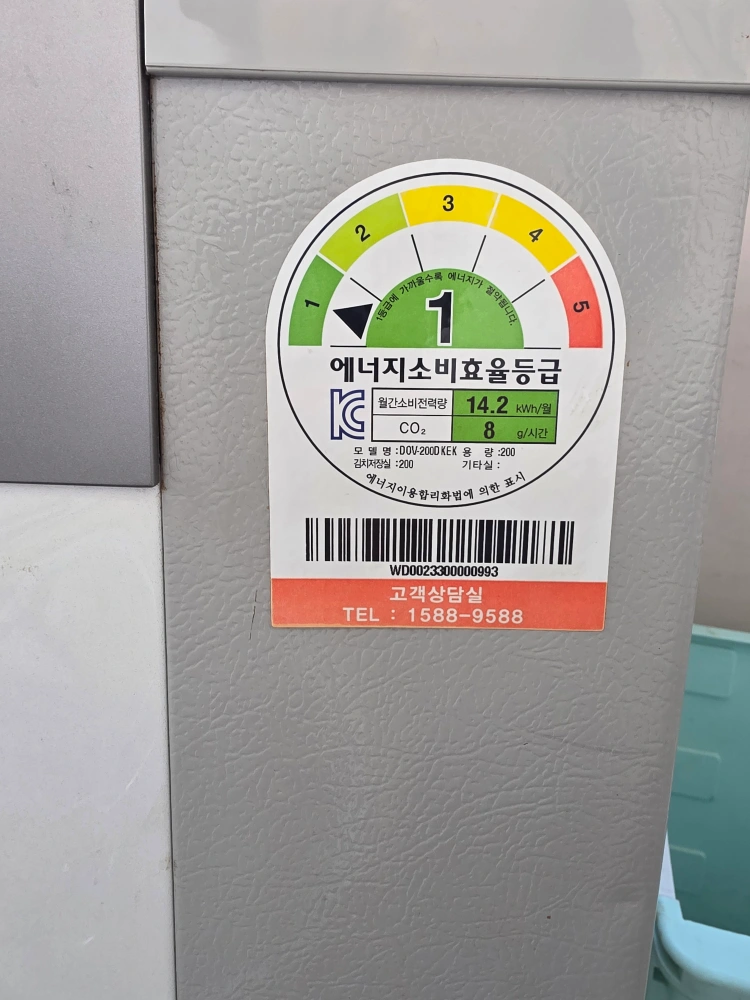 1 2 3 4 5
1등급에 가까울수록 에너지가 절약됩니다.
1
에너지소비효율등급
월간소비전력량 14.2 kWh/월
CO₂ 8 g/시간
모 델 명 :DOV-200DKEK 용 량 :200
김치저장실 :200 기타실 :
에너지이용합리화법에 의한 표시
WD0023300000993
고객상담실
TEL : 1588-9588